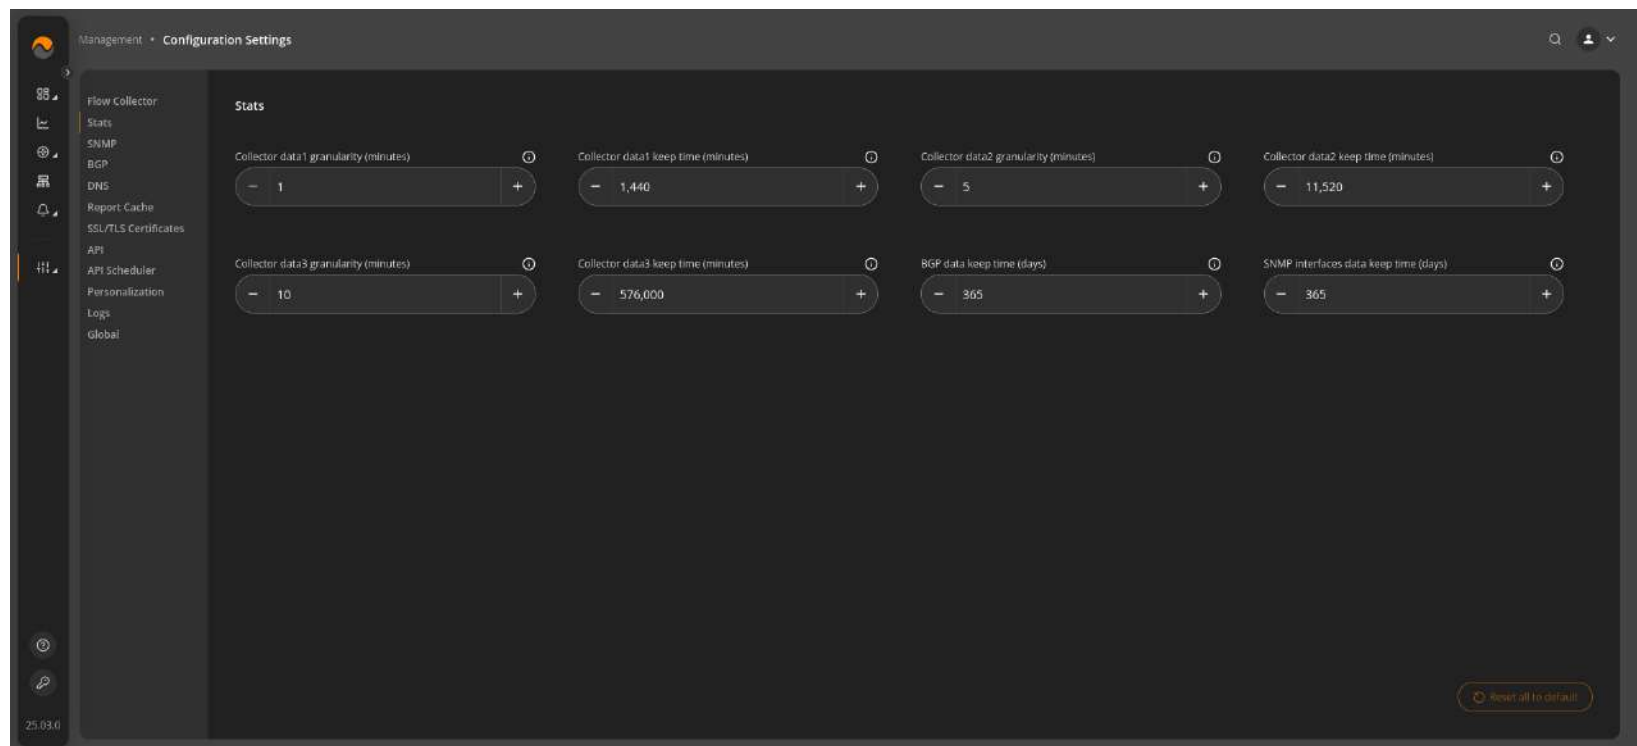 Management • Configuration Settings
Flow Collector
Stats
SNMP
BGP
DNS
Report Cache
SSL/TLS Certificates
API
API Scheduler
Personalization
Logs
Global
Stats
Collector data1 granularity (minutes)
1
Collector data1 keep time (minutes)
1,440
Collector data2 granularity (minutes)
5
Collector data2 keep time (minutes)
11,520
Collector data3 granularity (minutes)
10
Collector data3 keep time (minutes)
576,000
BGP data keep time (days)
365
SNMP interfaces data keep time (days)
365
Reset all to default
25.03.0